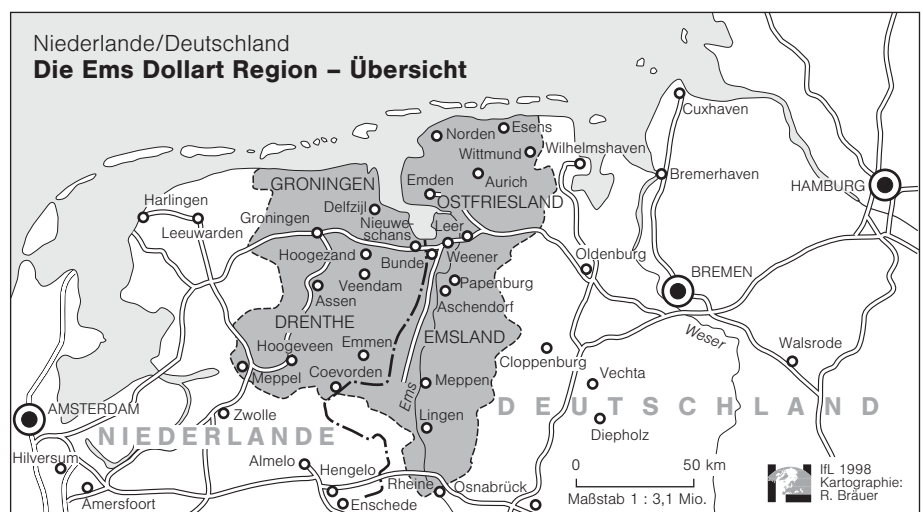 Niederlande/Deutschland
Die Ems Dollart Region – Übersicht
Cuxhaven
Norden
Esens
Wittmund
Wilhelmshaven
Bremerhaven
HAMBURG
GRONINGEN
Emden
Aurich
OSTFRIESLAND
Harlingen
Leeuwarden
Groningen
Delfzijl
Nieuwe-
schans
Leer
Hoogezand
Bunde
Weener
Oldenburg
BREMEN
Veendam
Papenburg
Assen
Aschendorf
DRENTHE
EMSLAND
Weser
Hoogeveen
Emmen
Walsrode
Cloppenburg
Meppel
Coevorden
Meppen
Vechta
Ems
AMSTERDAM
Zwolle
Lingen
DEUTSCHLAND
NIEDERLANDE
Diepholz
Hilversum
Almelo
Hengelo
0 50 km
Amersfoort
Rheine
Osnabrück
Enschede
Maßstab 1 : 3,1 Mio.
IfL 1998
Kartographie:
R. Bräuer